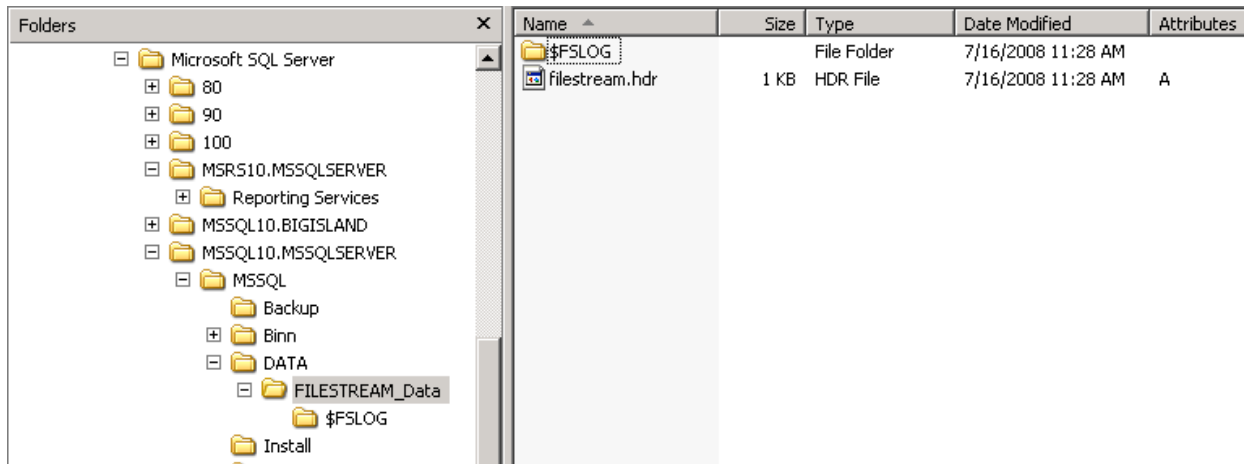 Folders
Microsoft SQL Server
80
90
100
MSRS10.MSSQLSERVER
Reporting Services
MSSQL10.BIGISLAND
MSSQL10.MSSQLSERVER
MSSQL
Backup
Binn
DATA
FILESTREAM_Data
$FSLOG
Install
Name Size Type Date Modified Attributes
$FSLOG File Folder 7/16/2008 11:28 AM
filestream.hdr 1 KB HDR File 7/16/2008 11:28 AM A